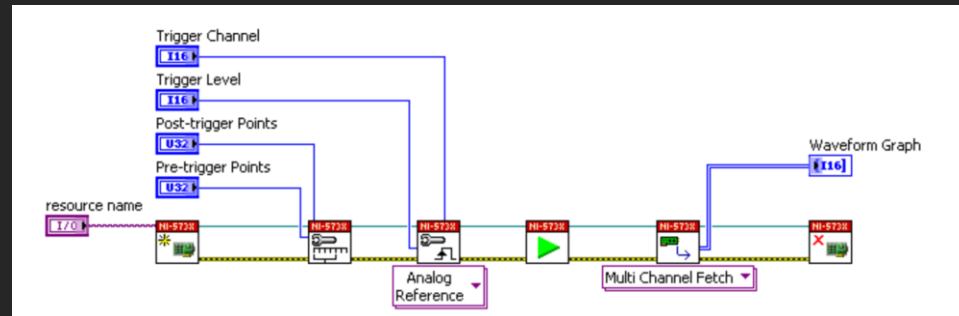 Trigger Channel
I16
Trigger Level
I16
Post-trigger Points
U32
Pre-trigger Points
U32
Waveform Graph
[I16]
resource name
I/O
NI-573X
NI-573X
NI-573X
NI-573X
NI-573X
NI-573X
Analog
Reference
Multi Channel Fetch